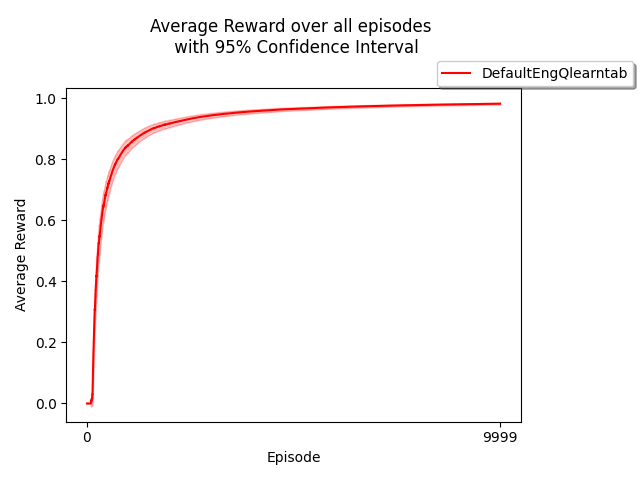 Average Reward over all episodes
with 95% Confidence Interval
DefaultEngQlearntab
1.0
0.8
0.6
0.4
0.2
0.0
Average Reward
0
9999
Episode